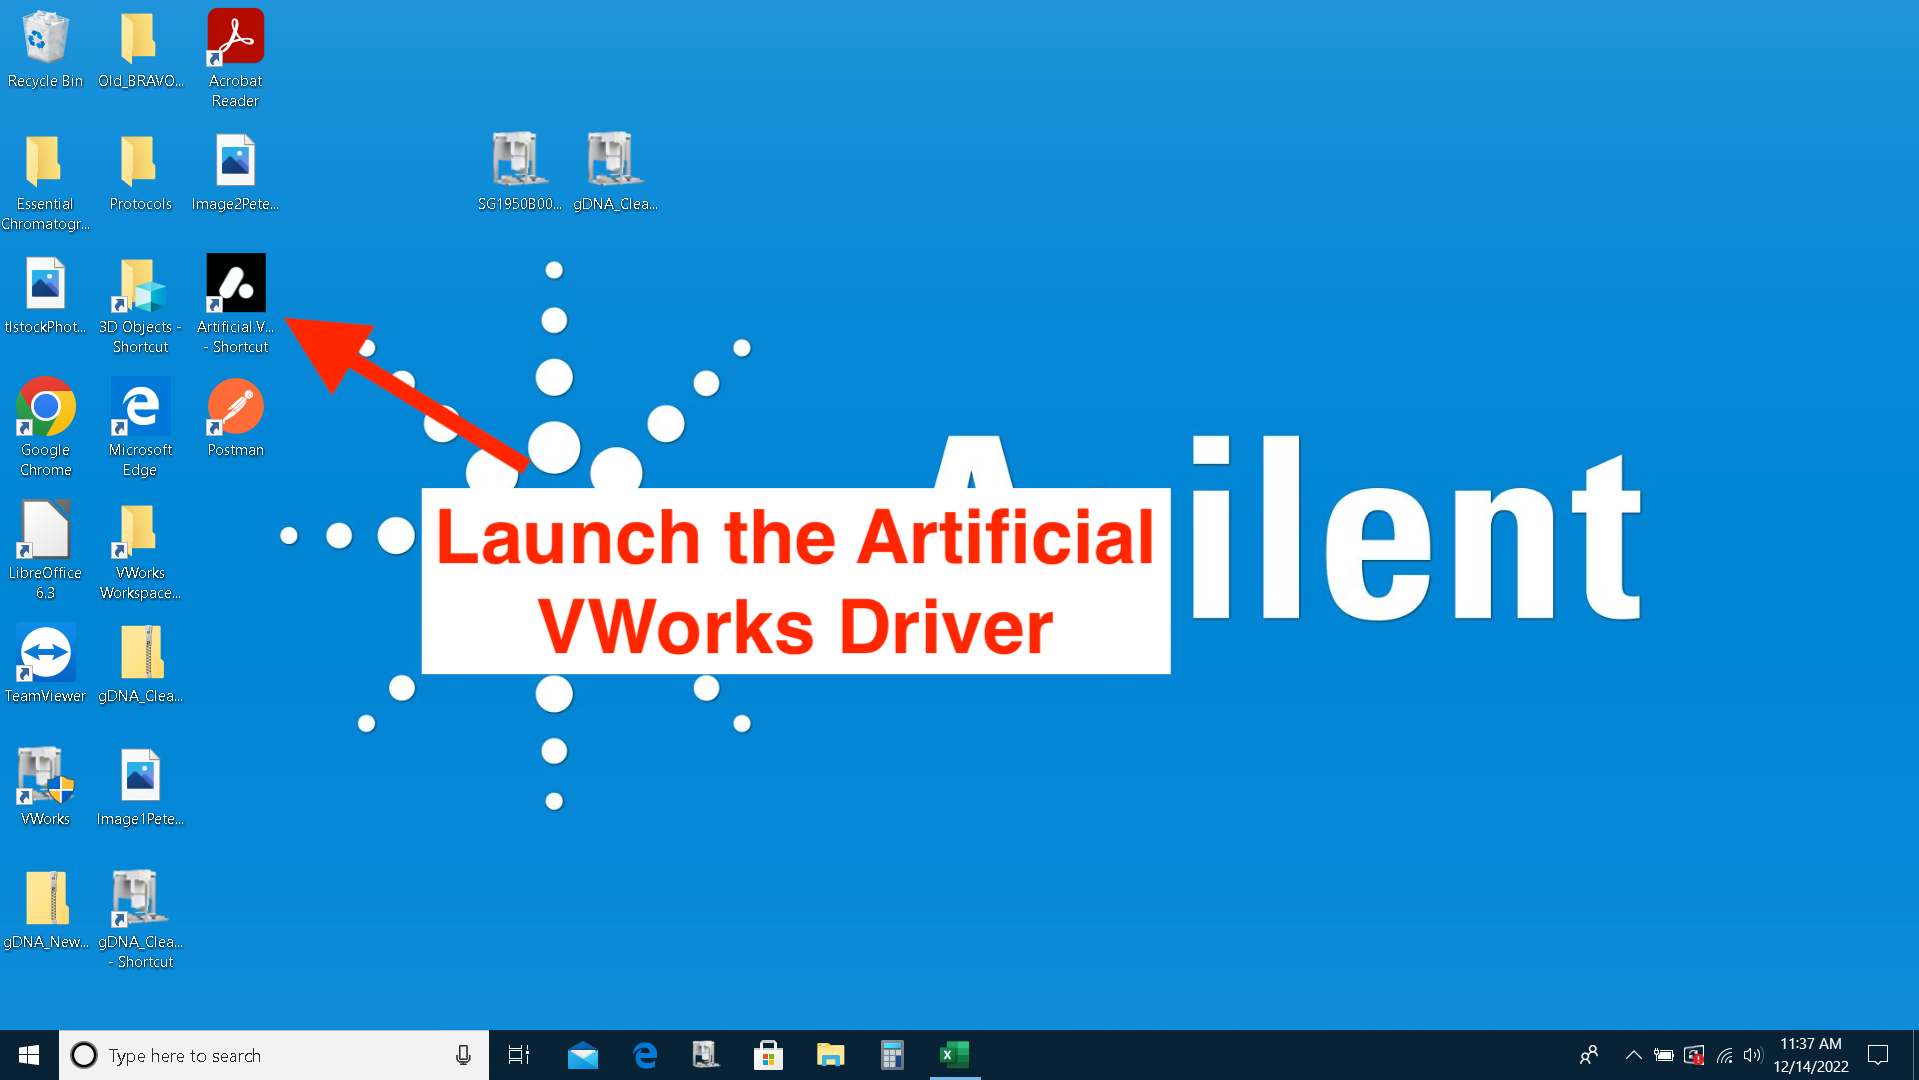 Recycle Bin
Old_BRAVO...
Acrobat
Reader
Essential
Chromatogr...
Protocols
Image2Pete...
SG1950B00...
gDNA_Clea...
tlstockPhot...
3D Objects -
Shortcut
Artificial.V...
- Shortcut
Google
Chrome
Microsoft
Edge
Postman
LibreOffice
6.3
VWorks
Workspace...
Launch the Artificial
VWorks Driver
ilent
TeamViewer
gDNA_Clea...
VWorks
Image1Pete...
gDNA_New...
gDNA_Clea...
- Shortcut
Type here to search
11:37 AM
12/14/2022